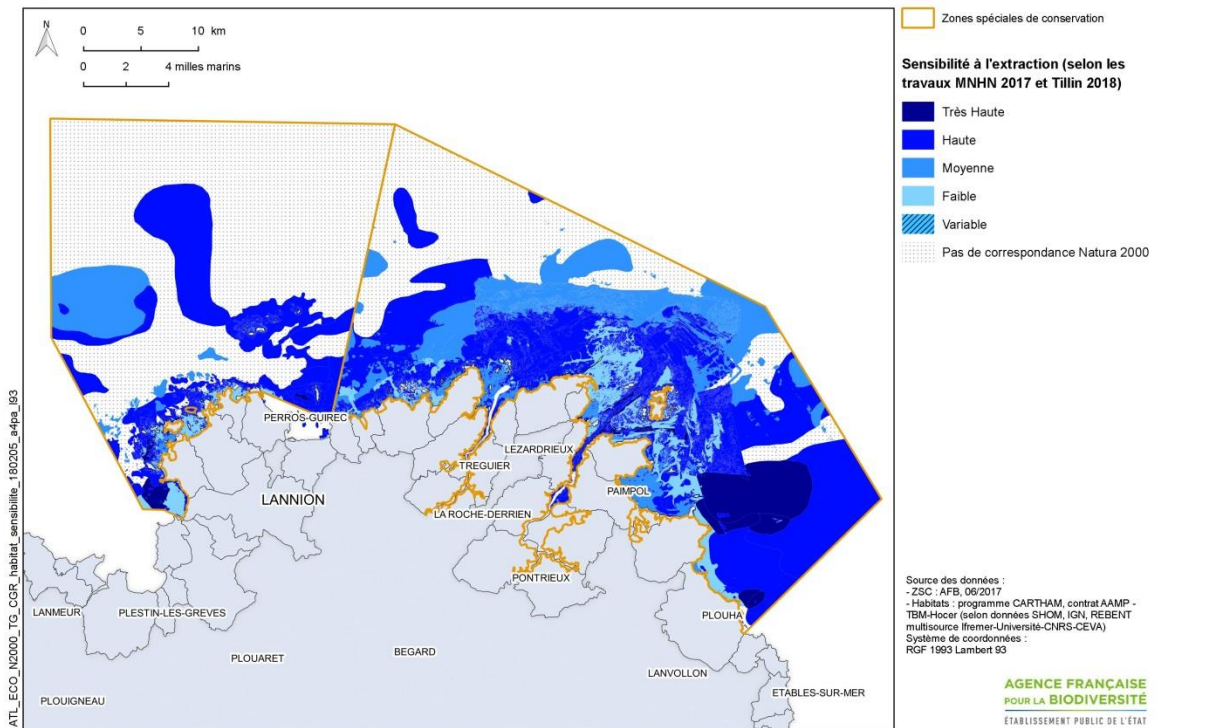 N
0 5 10 km
0 2 4 milles marins
Zones spéciales de conservation
Sensibilité à l'extraction (selon les
travaux MNHN 2017 et Tillin 2018)
Très Haute
Haute
Moyenne
Faible
Variable
Pas de correspondance Natura 2000
PERROS-GUIREC
LEZARDRIEUX
TREGUIER
LANNION
PAIMPOL
LA ROCHE-DERRIEN
PONTRIEUX
LANMEUR
PLESTIN-LES-GREVES
PLOUHA
PLOUARET
BEGARD
LANVOLLON
ETABLES-SUR-MER
PLOUIGNEAU
ATL_ECO_N2000_TG_CGR_habitat_sensibilite_180205_a4pa_l93
Source des données :
- ZSC : AFB, 06/2017
- Habitats : programme CARTHAM, contrat AAMP -
TBM-Hocer (selon données SHOM, IGN, REBENT
multisource Ifremer-Université-CNRS-CEVA)
Système de coordonnées :
RGF 1993 Lambert 93
AGENCE FRANÇAISE
POUR LA BIODIVERSITÉ
ÉTABLISSEMENT PUBLIC DE L'ÉTAT